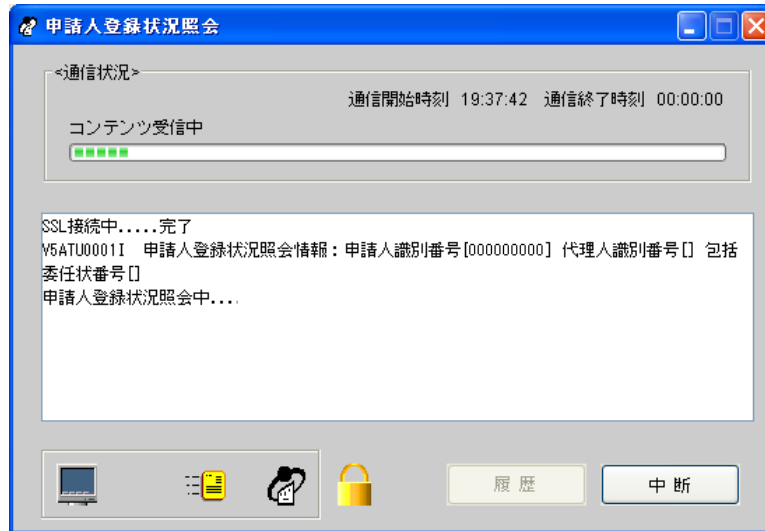 申請人登録状況照会
<通信状況>
通信開始時刻 19:37:42 通信終了時刻 00:00:00
コンテンツ受信中
SSL接続中.....完了
V5ATU0001I 申請人登録状況照会情報：申請人識別番号[000000000] 代理人識別番号[] 包括
委任状番号[]
申請人登録状況照会中....
履歴
中断